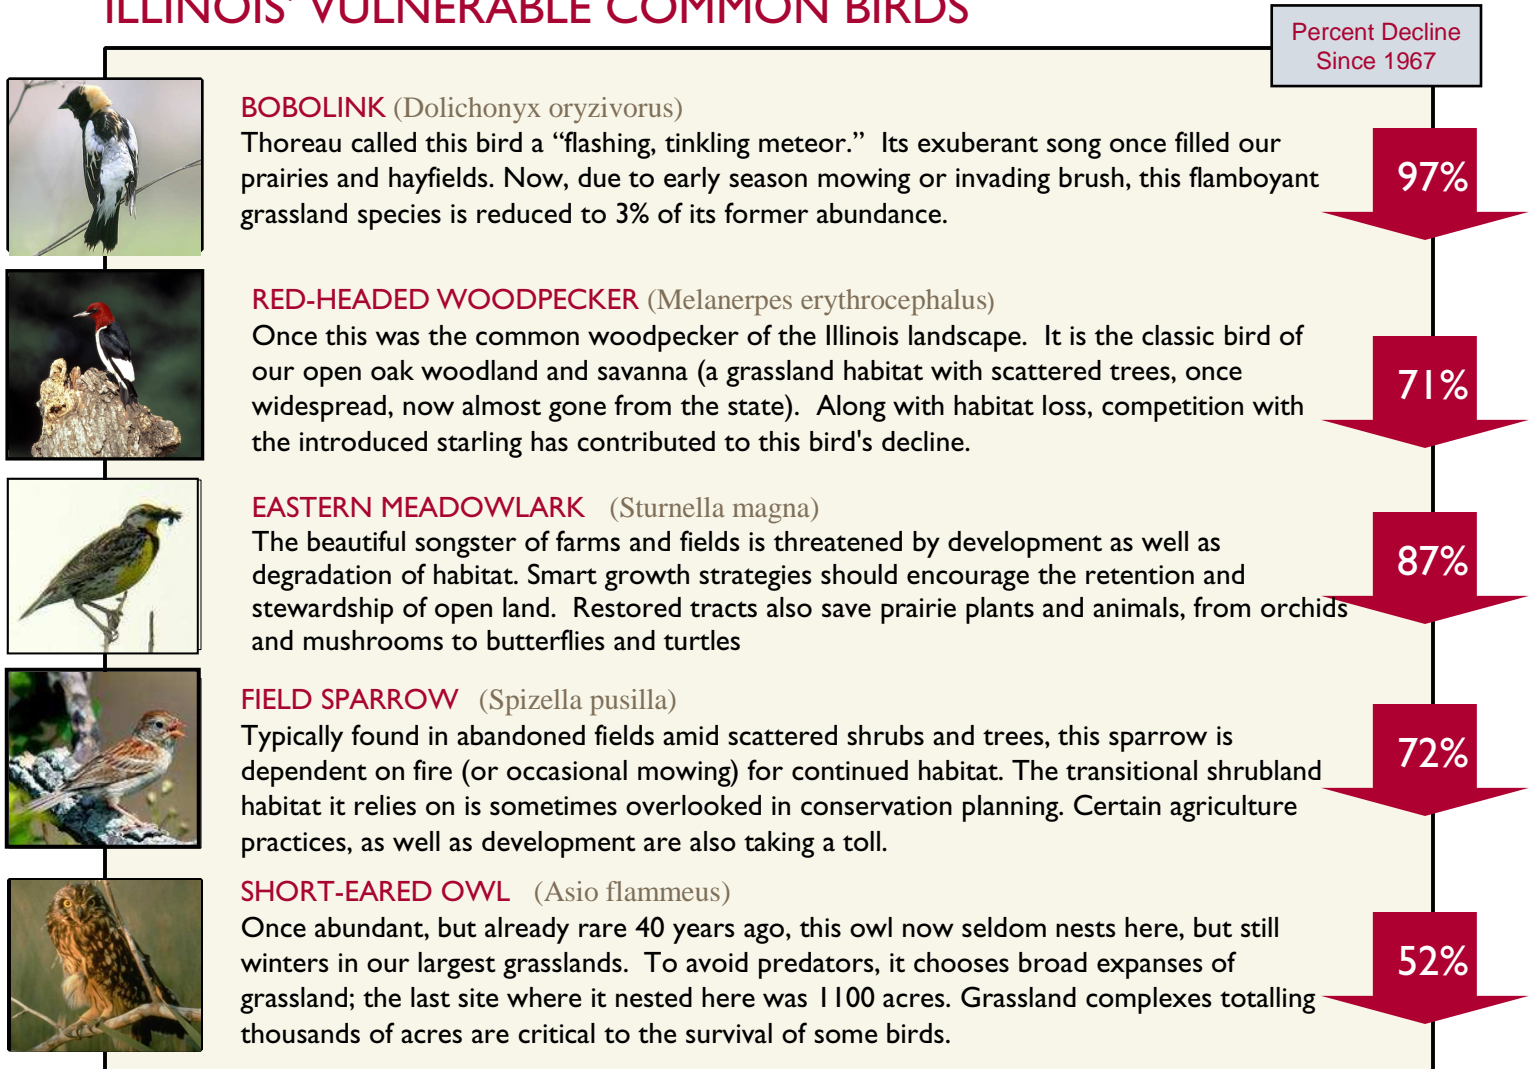 ILLINOIS' VULNERABLE COMMON BIRDS
Percent Decline
Since 1967
BOBOLINK (Dolichonyx oryzivorus)
Thoreau called this bird a “flashing, tinkling meteor.”  Its exuberant song once filled our
prairies and hayfields. Now, due to early season mowing or invading brush, this flamboyant
grassland species is reduced to 3% of its former abundance.
97%
RED-HEADED WOODPECKER (Melanerpes erythrocephalus)
Once this was the common woodpecker of the Illinois landscape.  It is the classic bird of
our open oak woodland and savanna (a grassland habitat with scattered trees, once
widespread, now almost gone from the state).  Along with habitat loss, competition with
the introduced starling has contributed to this bird's decline.
71%
EASTERN MEADOWLARK (Sturnella magna)
The beautiful songster of farms and fields is threatened by development as well as
degradation of habitat. Smart growth strategies should encourage the retention and
stewardship of open land.  Restored tracts also save prairie plants and animals, from orchids
and mushrooms to butterflies and turtles
87%
FIELD SPARROW (Spizella pusilla)
Typically found in abandoned fields amid scattered shrubs and trees, this sparrow is
dependent on fire (or occasional mowing) for continued habitat. The transitional shrubland
habitat it relies on is sometimes overlooked in conservation planning. Certain agriculture
practices, as well as development are also taking a toll.
72%
SHORT-EARED OWL (Asio flammeus)
Once abundant, but already rare 40 years ago, this owl now seldom nests here, but still
winters in our largest grasslands.  To avoid predators, it chooses broad expanses of
grassland; the last site where it nested here was 1100 acres. Grassland complexes totalling
thousands of acres are critical to the survival of some birds.
52%